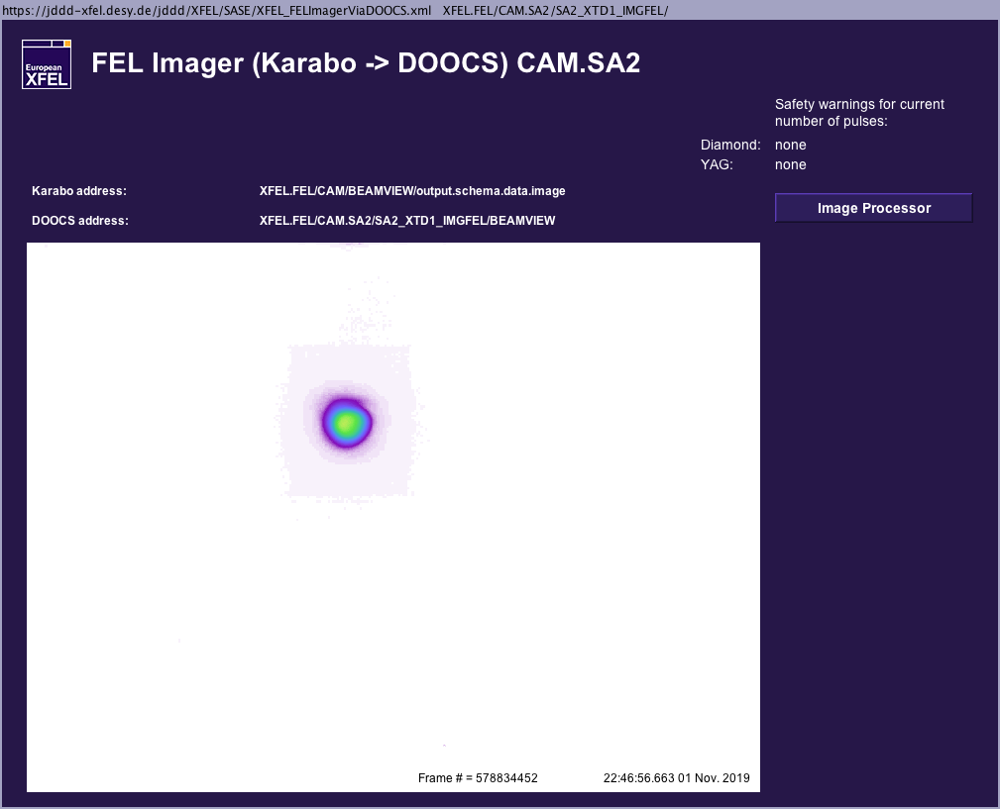 https://jddd-xfel.desy.de/jddd/XFEL/SASE/XFEL_FELImagerViaDOOCS.xml XFEL.FEL/CAM.SA2/SA2_XTD1_IMGFEL/
European
XFEL
FEL Imager (Karabo -> DOOCS) CAM.SA2
Safety warnings for current
number of pulses:
Diamond: none
YAG: none
Karabo address: XFEL.FEL/CAM/BEAMVIEW/output.schema.data.image
DOOCS address: XFEL.FEL/CAM.SA2/SA2_XTD1_IMGFEL/BEAMVIEW
Image Processor
Frame # = 578834452 22:46:56.663 01 Nov. 2019